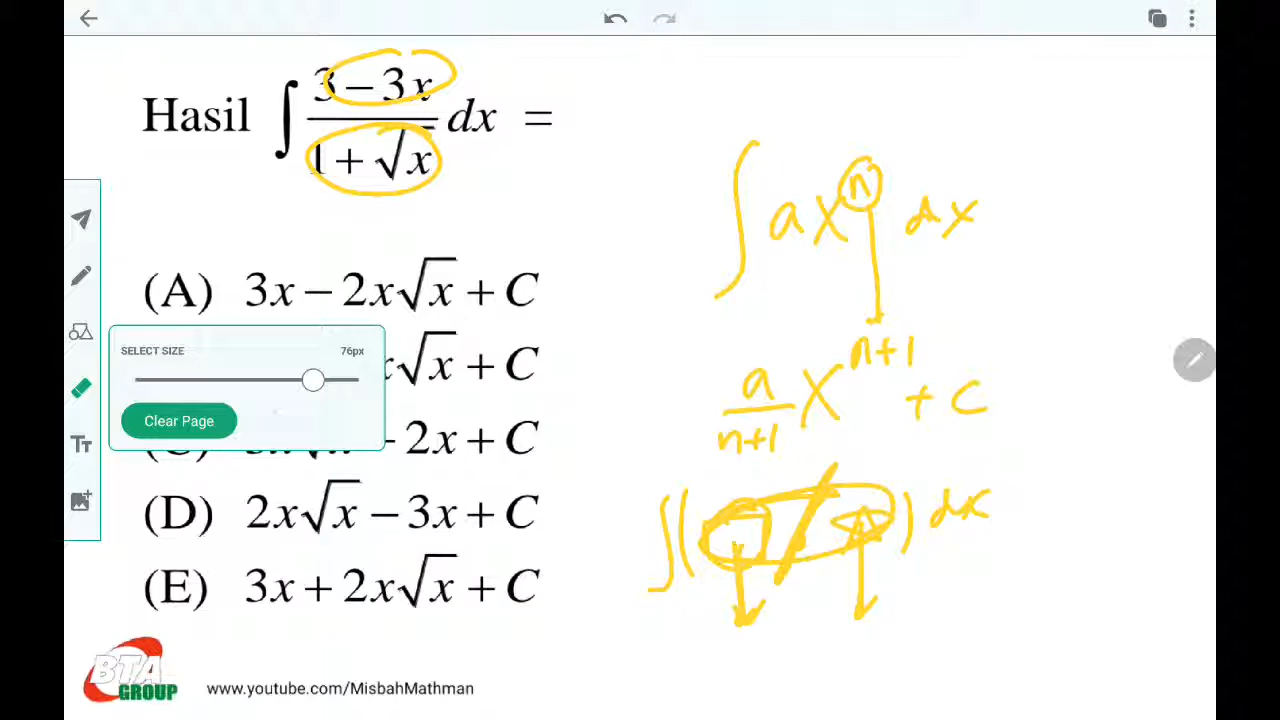 Hasil ∫ (3 − 3x)/(1 + √x) dx =
∫ a x^n dx
a/(n+1) x^(n+1) + c
∫( ) dx
(A) 3x − 2x√x + C
√x + C
− 2x + C
(D) 2x√x − 3x + C
(E) 3x + 2x√x + C
SELECT SIZE 76px
Clear Page
Tт
BTA
GROUP
www.youtube.com/MisbahMathman